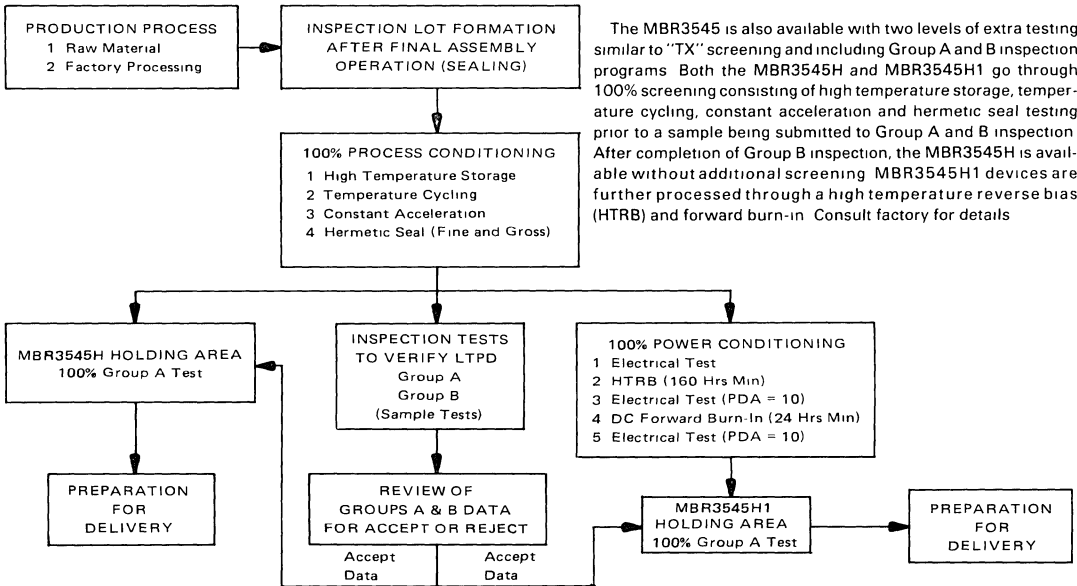 PRODUCTION PROCESS
1 Raw Material
2 Factory Processing
INSPECTION LOT FORMATION
AFTER FINAL ASSEMBLY
OPERATION (SEALING)
The MBR3545 is also available with two levels of extra testing
similar to "TX" screening and including Group A and B inspection
programs Both the MBR3545H and MBR3545H1 go through
100% screening consisting of high temperature storage, temper-
ature cycling, constant acceleration and hermetic seal testing
prior to a sample being submitted to Group A and B inspection
After completion of Group B inspection, the MBR3545H is avail-
able without additional screening MBR3545H1 devices are
further processed through a high temperature reverse bias
(HTRB) and forward burn-in Consult factory for details
100% PROCESS CONDITIONING
1 High Temperature Storage
2 Temperature Cycling
3 Constant Acceleration
4 Hermetic Seal (Fine and Gross)
MBR3545H HOLDING AREA
100% Group A Test
INSPECTION TESTS
TO VERIFY LTPD
Group A
Group B
(Sample Tests)
100% POWER CONDITIONING
1 Electrical Test
2 HTRB (160 Hrs Min)
3 Electrical Test (PDA = 10)
4 DC Forward Burn-In (24 Hrs Min)
5 Electrical Test (PDA = 10)
PREPARATION
FOR
DELIVERY
REVIEW OF
GROUPS A & B DATA
FOR ACCEPT OR REJECT
Accept
Data
Accept
Data
MBR3545H1
HOLDING AREA
100% Group A Test
PREPARATION
FOR
DELIVERY